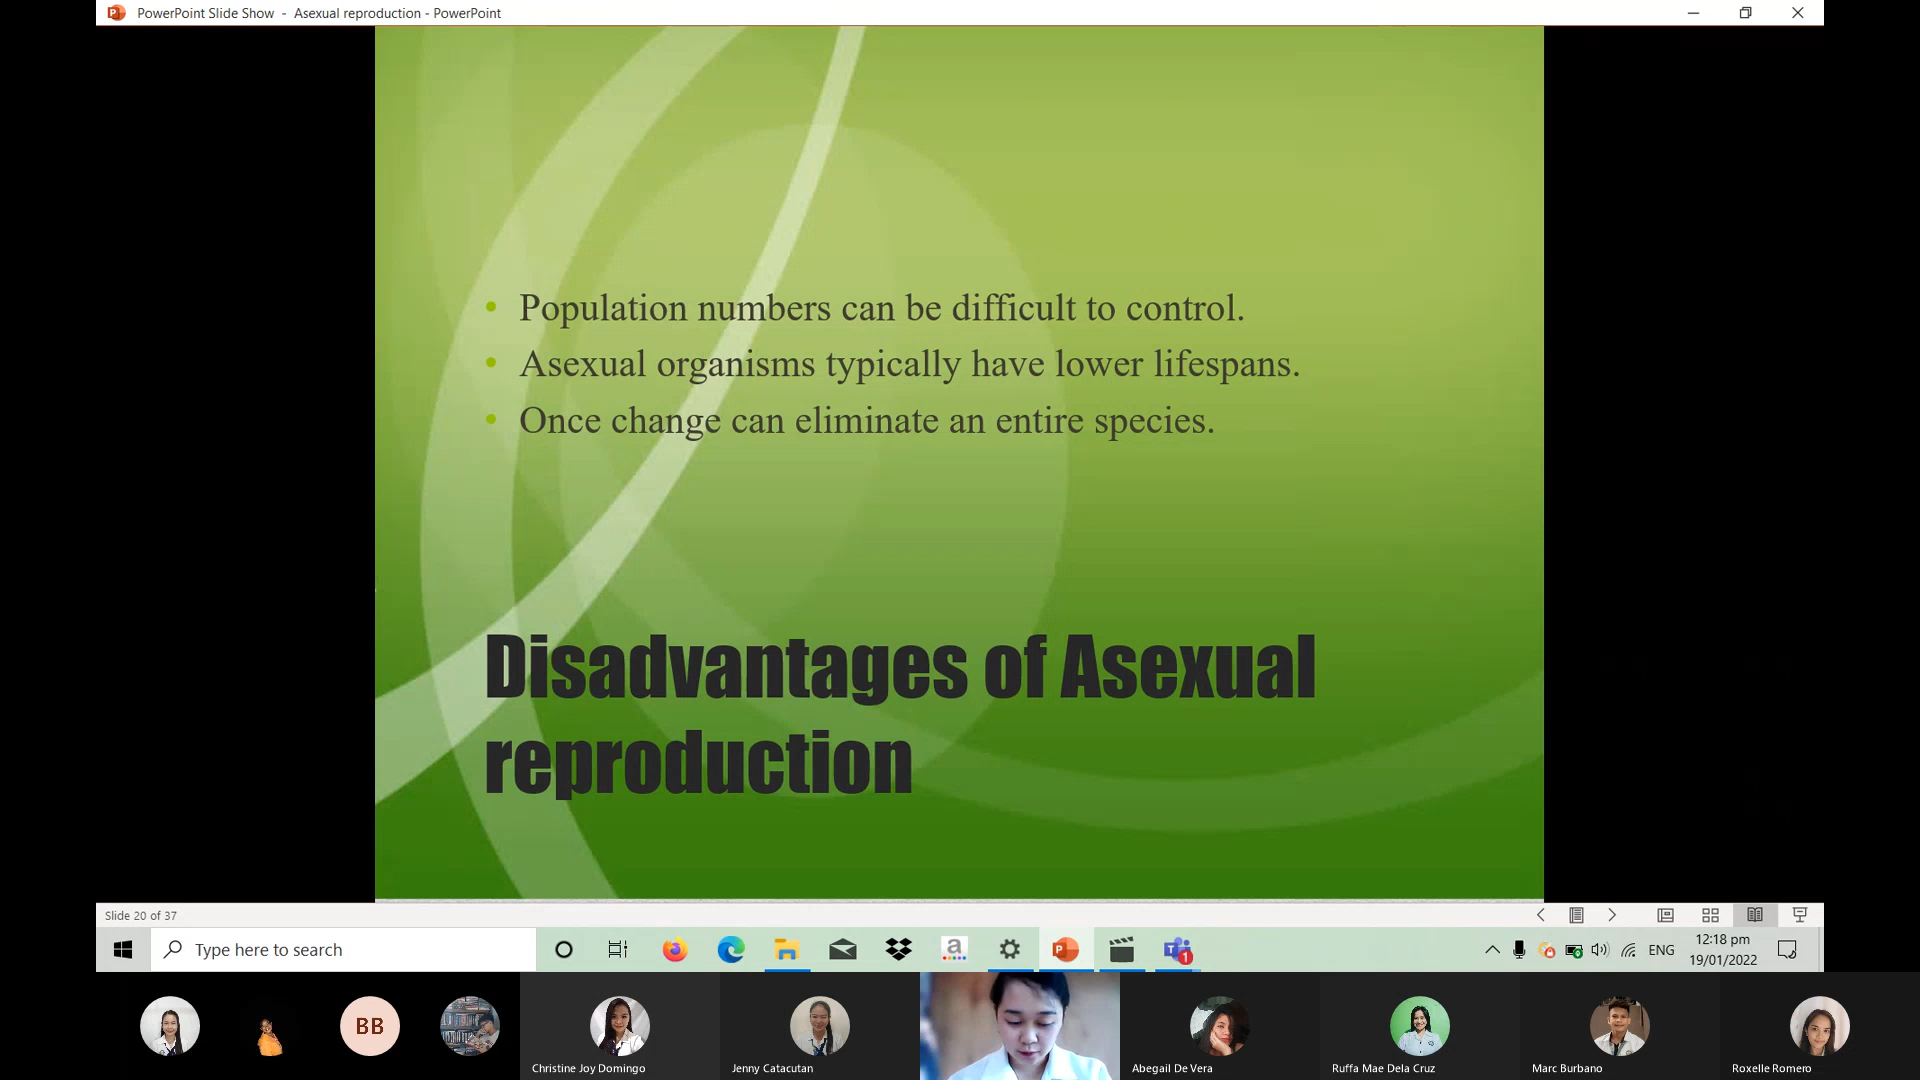 PowerPoint Slide Show - Asexual reproduction - PowerPoint
• Population numbers can be difficult to control.
• Asexual organisms typically have lower lifespans.
• Once change can eliminate an entire species.
Disadvantages of Asexual
reproduction
Slide 20 of 37
Type here to search
a
1
ENG
12:18 pm
19/01/2022
BB
Christine Joy Domingo
Jenny Catacutan
Abegail De Vera
Ruffa Mae Dela Cruz
Marc Burbano
Roxelle Romero